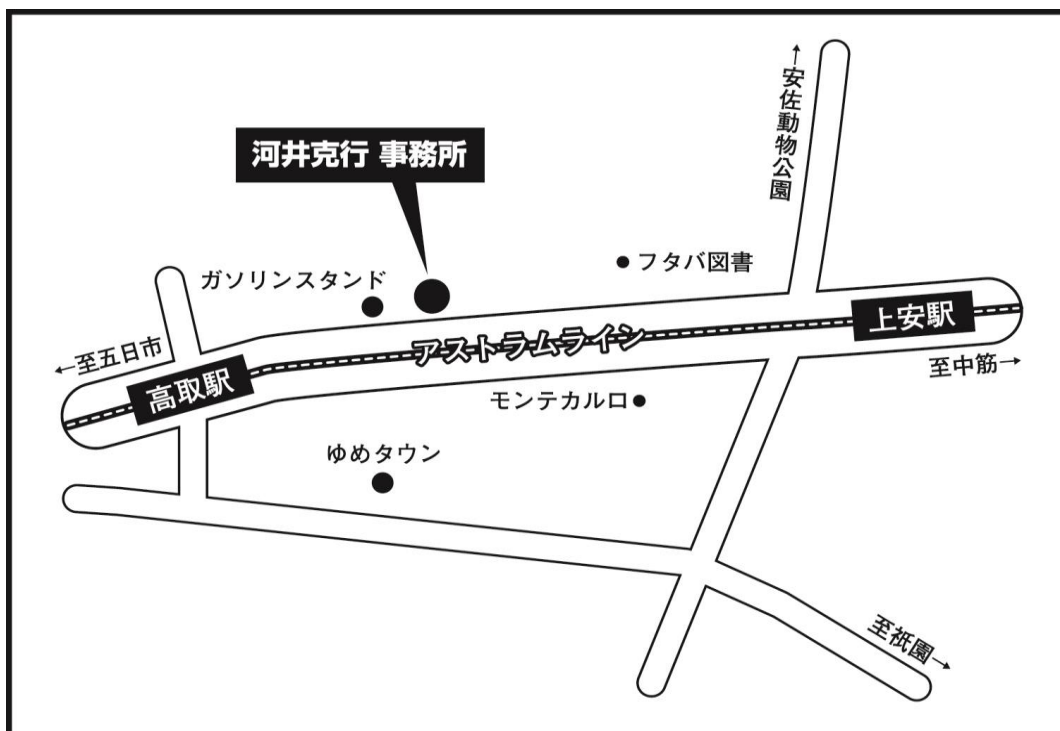 ←安佐動物公園
河井克行 事務所
フタバ図書
ガソリンスタンド
上安駅
アストラムライン
←至五日市
至中筋→
高取駅
モンテカルロ
ゆめタウン
至祇園→